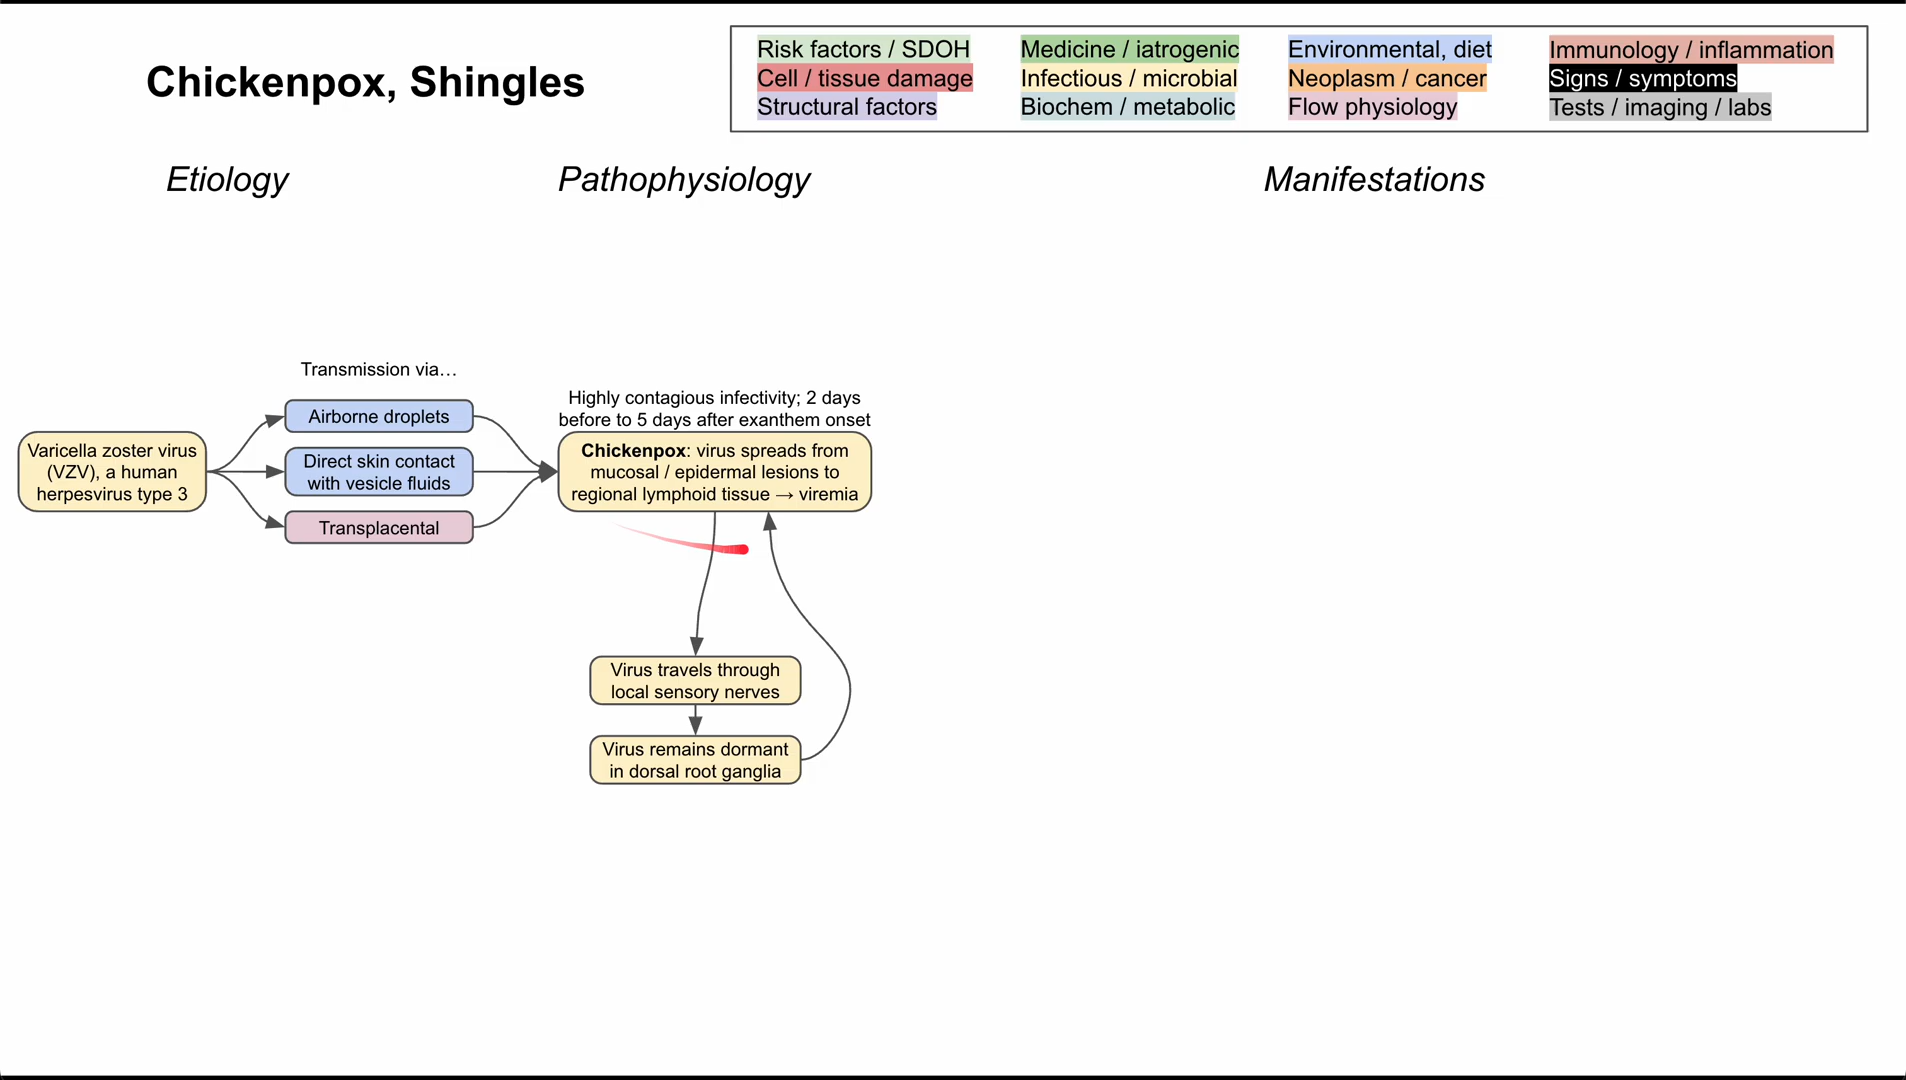 Chickenpox, Shingles
Risk factors / SDOH
Cell / tissue damage
Structural factors
Medicine / iatrogenic
Infectious / microbial
Biochem / metabolic
Environmental, diet
Neoplasm / cancer
Flow physiology
Immunology / inflammation
Signs / symptoms
Tests / imaging / labs
Etiology
Pathophysiology
Manifestations
Varicella zoster virus
(VZV), a human
herpesvirus type 3
Transmission via…
Airborne droplets
Direct skin contact
with vesicle fluids
Transplacental
Highly contagious infectivity; 2 days
before to 5 days after exanthem onset
Chickenpox: virus spreads from
mucosal / epidermal lesions to
regional lymphoid tissue → viremia
Virus travels through
local sensory nerves
Virus remains dormant
in dorsal root ganglia